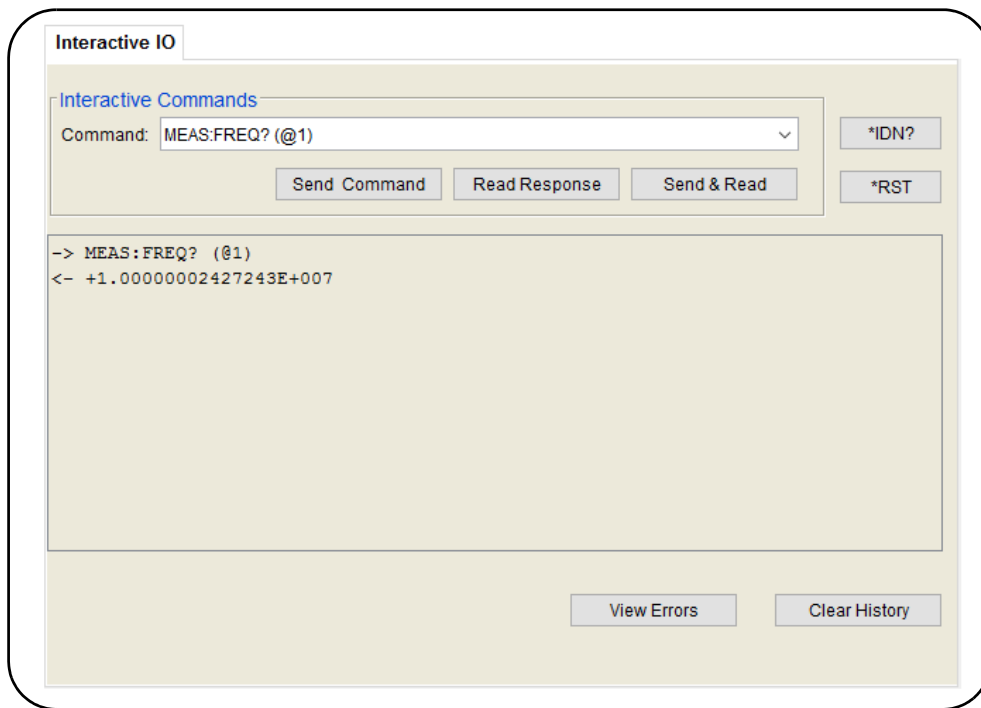 Interactive IO
Interactive Commands
Command: MEAS:FREQ? (@1)
*IDN?
Send Command Read Response Send & Read
*RST
-> MEAS:FREQ? (@1)
<- +1.00000002427243E+007
View Errors Clear History